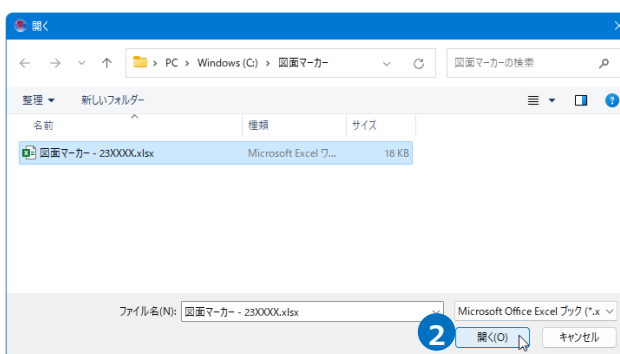 開く
PC › Windows (C:) › 図面マーカー
図面マーカーの検索
整理 新しいフォルダー
名前 種類 サイズ
図面マーカー - 23XXXX.xlsx Microsoft Excel ワ... 18 KB
ファイル名(N): 図面マーカー - 23XXXX.xlsx Microsoft Office Excel ブック (*.x
2 開く(O) キャンセル